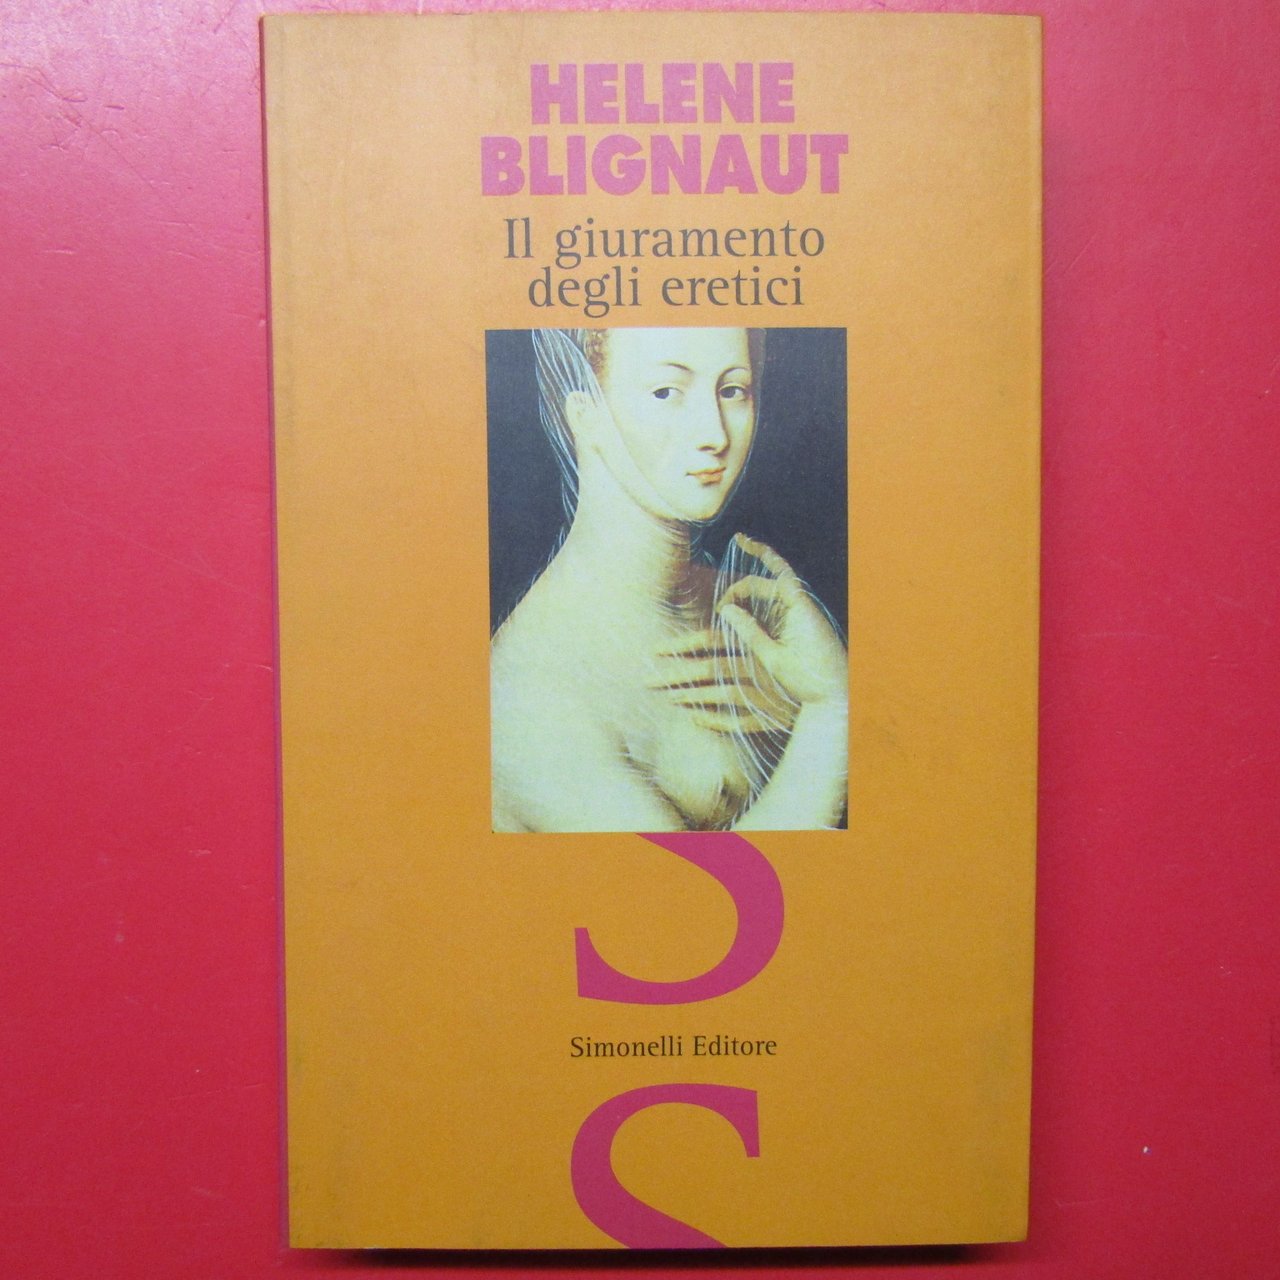 HELENE
BLIGNAUT
Il giuramento
degli eretici
S
Simonelli Editore
S